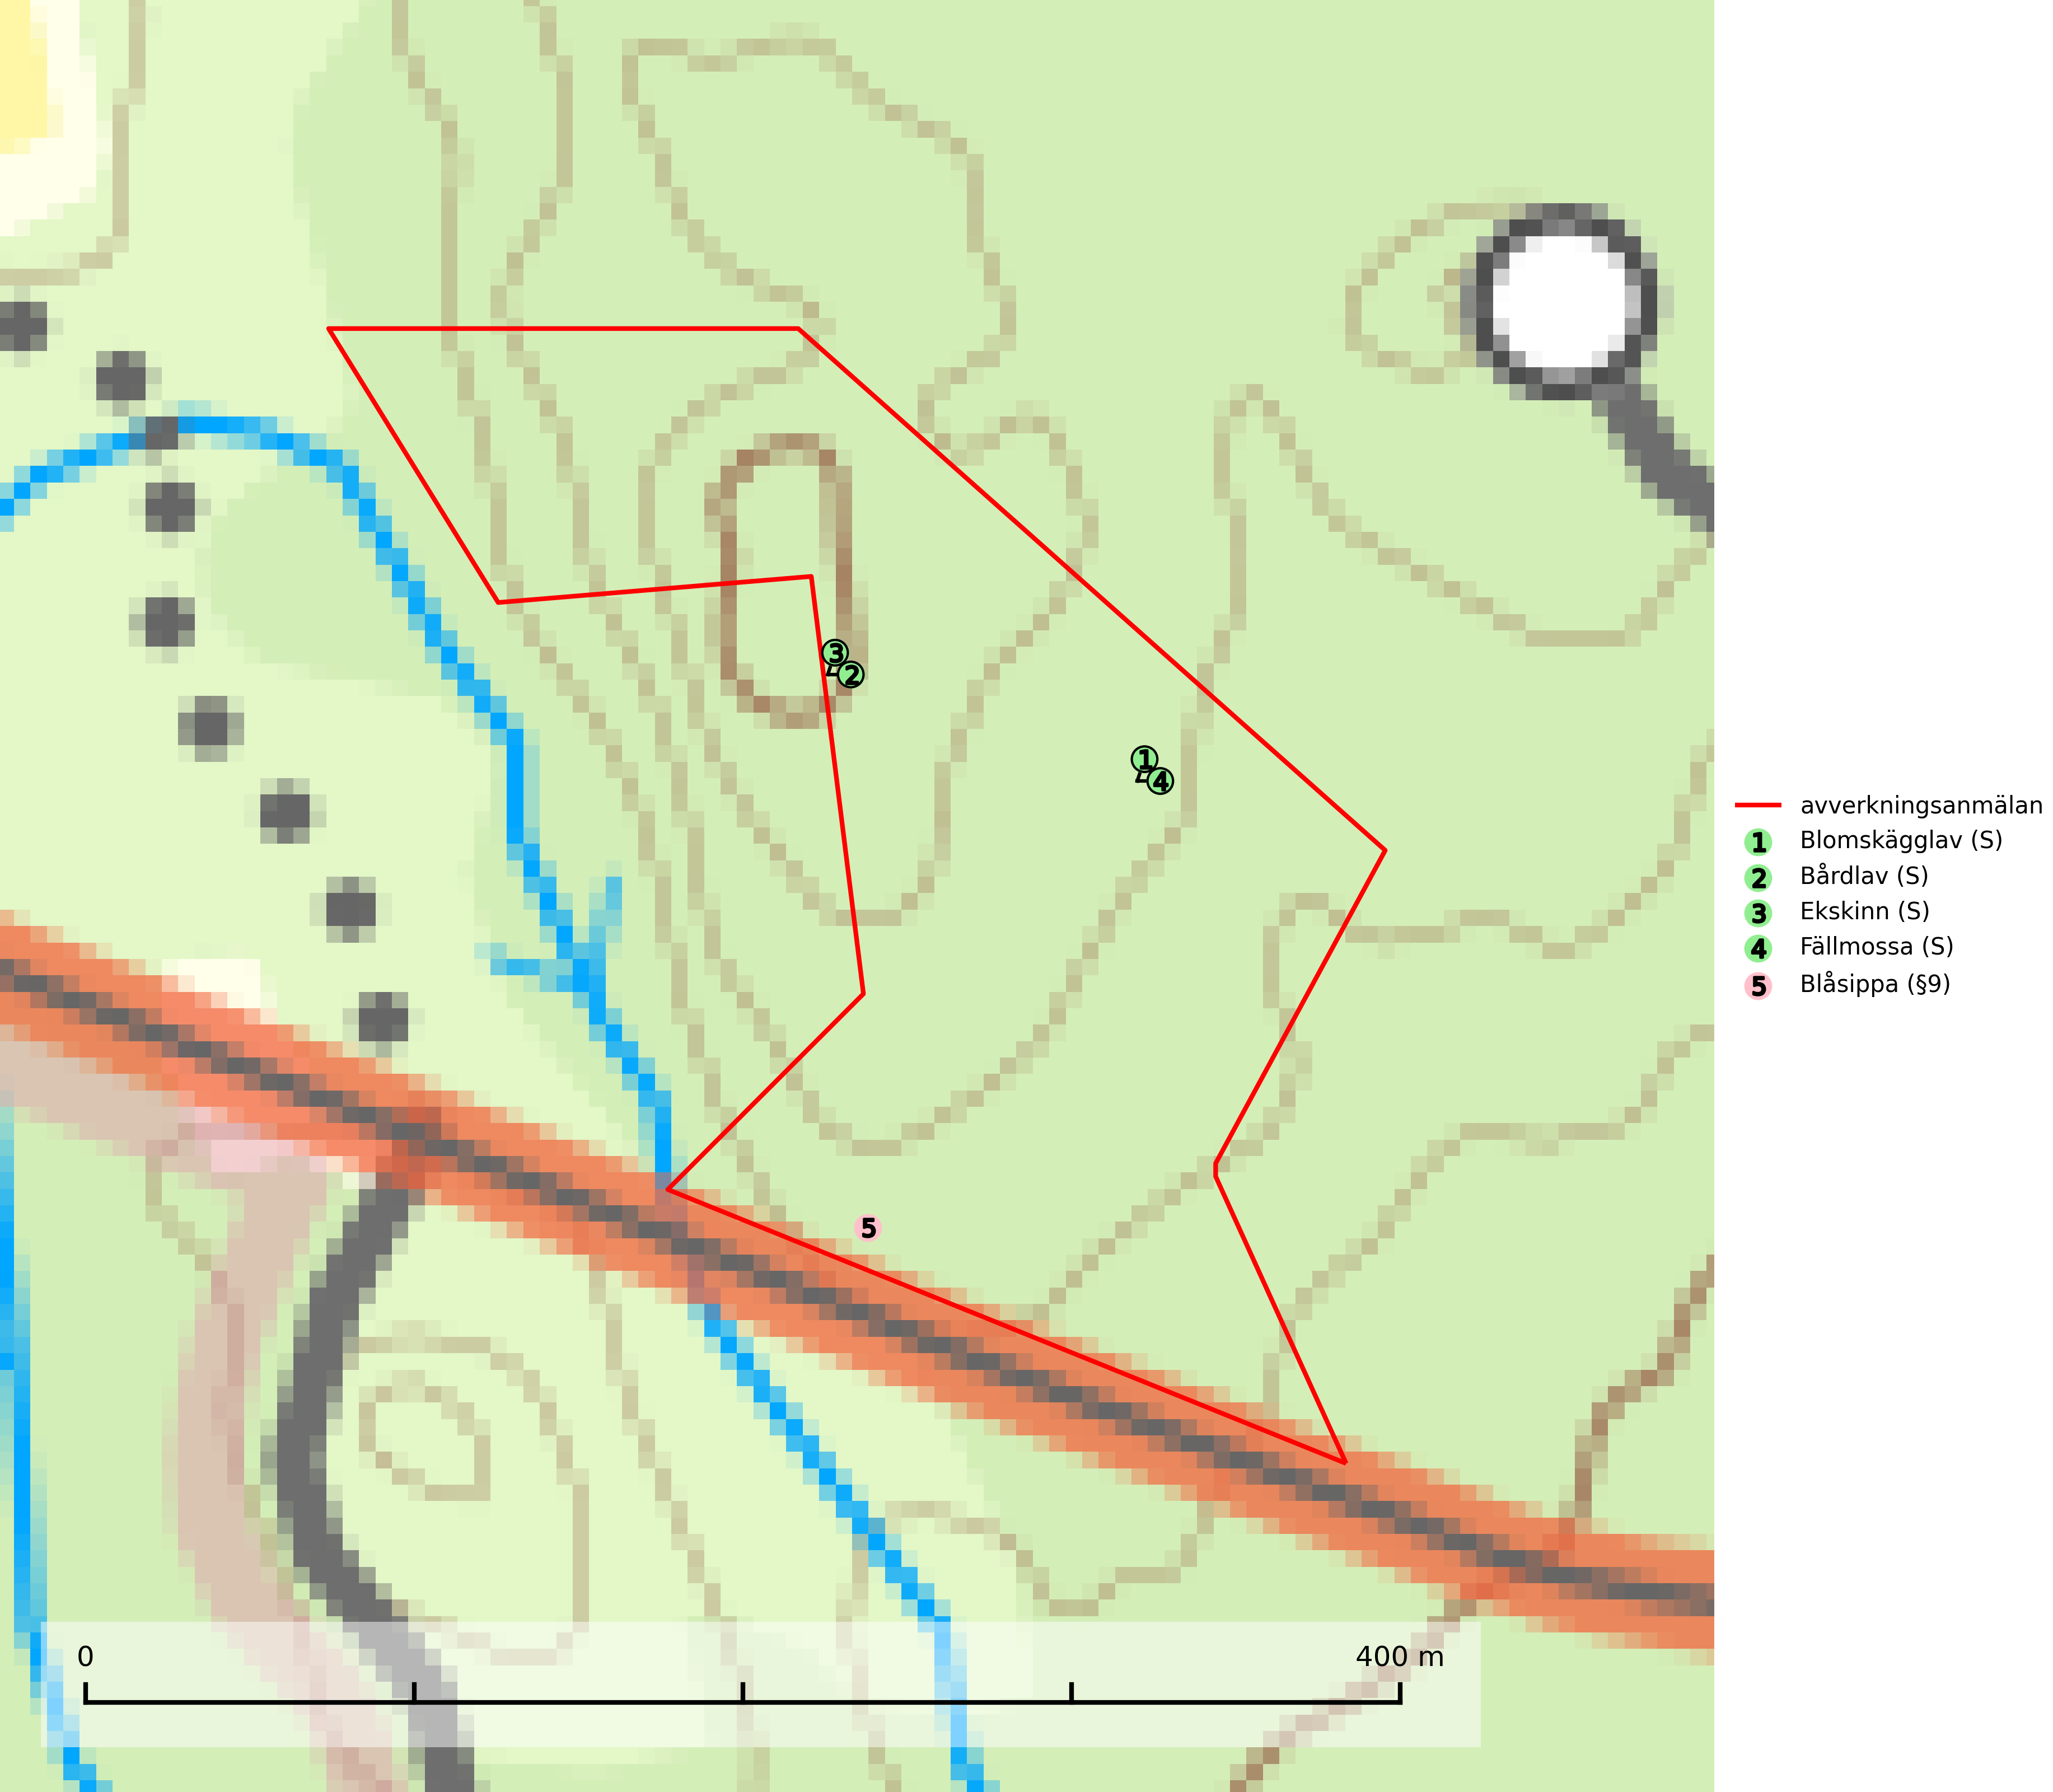 3
2
1
4
5
0
400 m
avverkningsanmälan
1 Blomskägglav (S)
2 Bårdlav (S)
3 Ekskinn (S)
4 Fällmossa (S)
5 Blåsippa (§9)